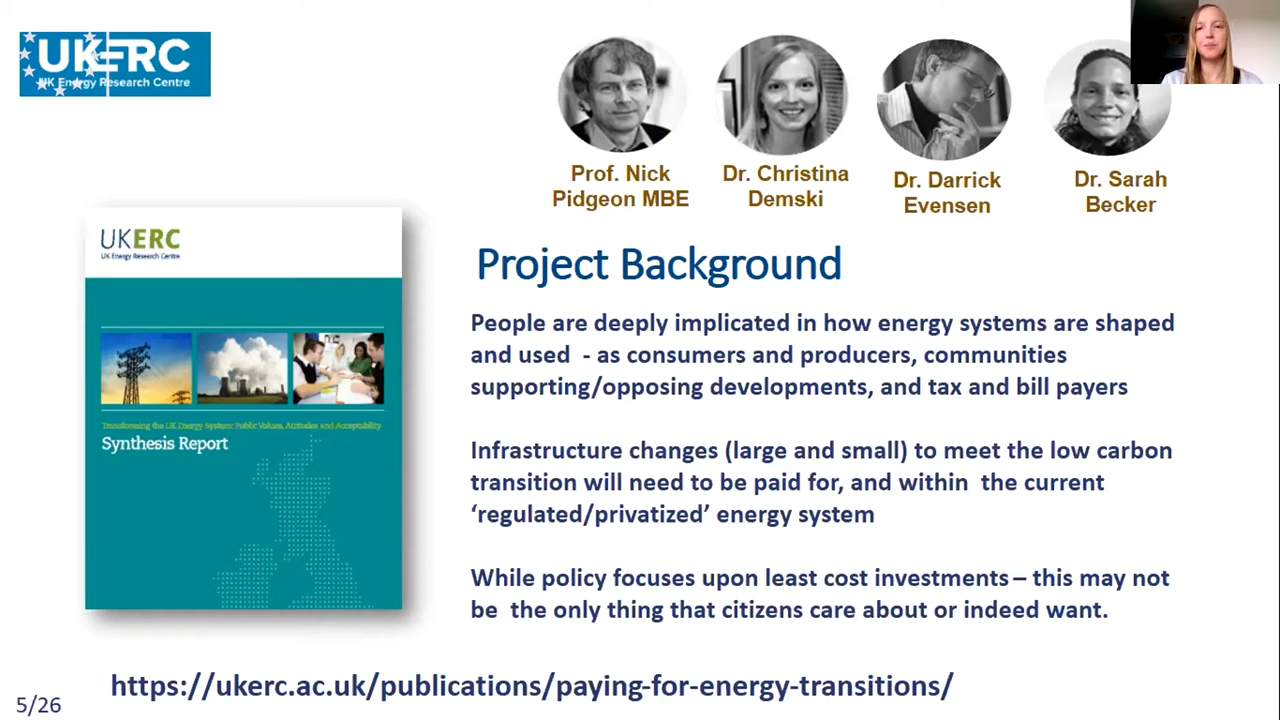 UKERC
UK Energy Research Centre
Prof. Nick
Pidgeon MBE
Dr. Christina
Demski
Dr. Darrick
Evensen
Dr. Sarah
Becker
UKERC
UK Energy Research Centre
Transforming the UK Energy System: Public Values, Attitudes and Acceptability
Synthesis Report
Project Background
People are deeply implicated in how energy systems are shaped
and used - as consumers and producers, communities
supporting/opposing developments, and tax and bill payers
Infrastructure changes (large and small) to meet the low carbon
transition will need to be paid for, and within the current
‘regulated/privatized’ energy system
While policy focuses upon least cost investments – this may not
be the only thing that citizens care about or indeed want.
https://ukerc.ac.uk/publications/paying-for-energy-transitions/
5/26